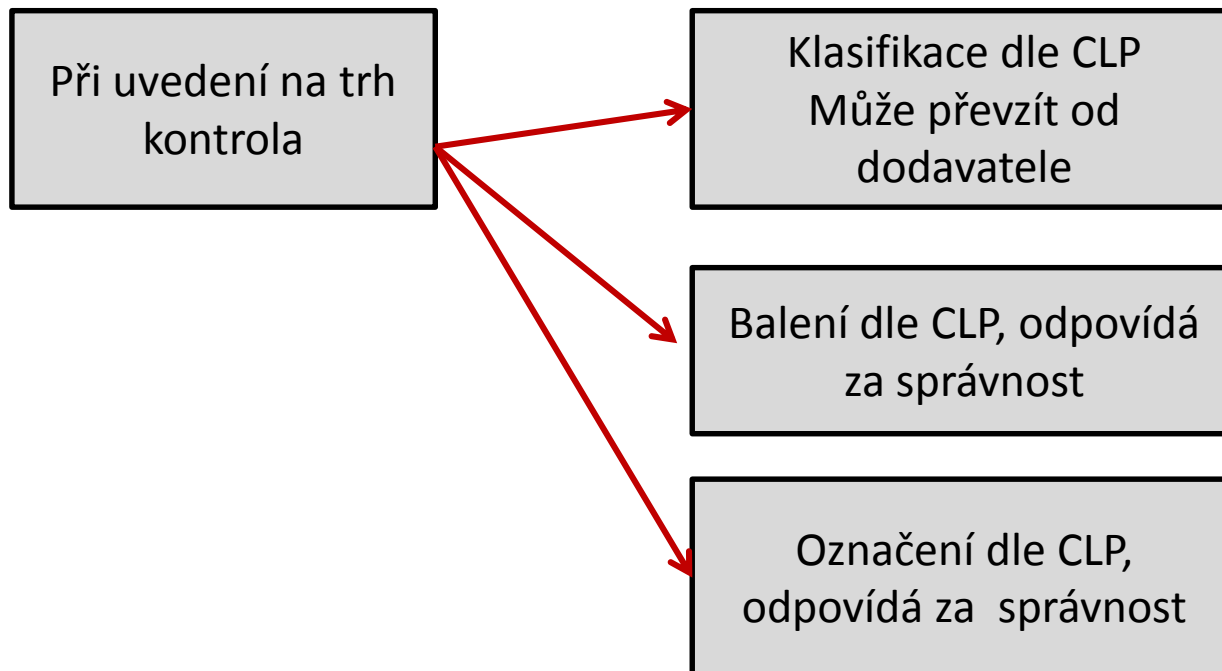 Při uvedení na trh
kontrola
Klasifikace dle CLP
Může převzít od
dodavatele
Balení dle CLP, odpovídá
za správnost
Označení dle CLP,
odpovídá za  správnost